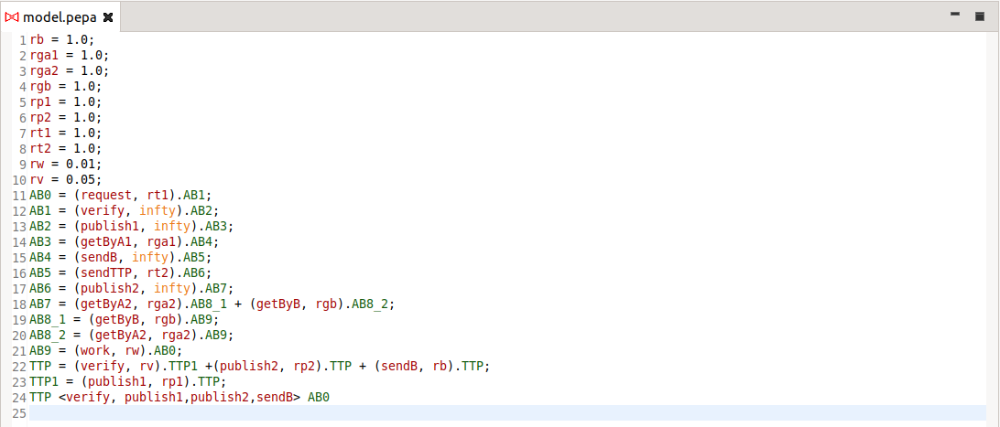 model.pepa
1 rb = 1.0;
2 rga1 = 1.0;
3 rga2 = 1.0;
4 rgb = 1.0;
5 rp1 = 1.0;
6 rp2 = 1.0;
7 rt1 = 1.0;
8 rt2 = 1.0;
9 rw = 0.01;
10 rv = 0.05;
11 AB0 = (request, rt1).AB1;
12 AB1 = (verify, infty).AB2;
13 AB2 = (publish1, infty).AB3;
14 AB3 = (getByA1, rga1).AB4;
15 AB4 = (sendB, infty).AB5;
16 AB5 = (sendTTP, rt2).AB6;
17 AB6 = (publish2, infty).AB7;
18 AB7 = (getByA2, rga2).AB8_1 + (getByB, rgb).AB8_2;
19 AB8_1 = (getByB, rgb).AB9;
20 AB8_2 = (getByA2, rga2).AB9;
21 AB9 = (work, rw).AB0;
22 TTP = (verify, rv).TTP1 +(publish2, rp2).TTP + (sendB, rb).TTP;
23 TTP1 = (publish1, rp1).TTP;
24 TTP <verify, publish1,publish2,sendB> AB0
25